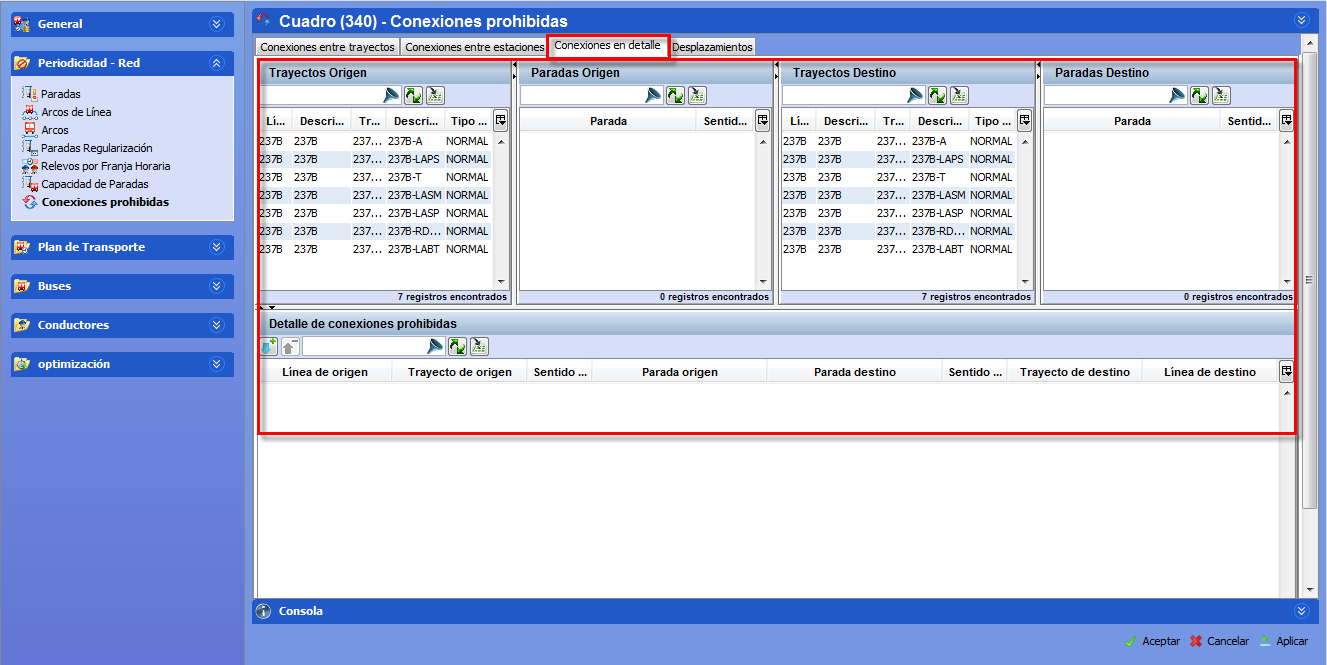 General
Periodicidad - Red
Paradas
Arcos de Línea
Arcos
Paradas Regularización
Relevos por Franja Horaria
Capacidad de Paradas
Conexiones prohibidas
Plan de Transporte
Buses
Conductores
optimización
Cuadro (340) - Conexiones prohibidas
Conexiones entre trayectos Conexiones entre estaciones Conexiones en detalle Desplazamientos
Trayectos Origen
Lí... Descri... Tr... Descri... Tipo ...
237B 237B 237... 237B-A NORMAL
237B 237B 237... 237B-LAPS NORMAL
237B 237B 237... 237B-T NORMAL
237B 237B 237... 237B-LASM NORMAL
237B 237B 237... 237B-LASP NORMAL
237B 237B 237... 237B-RD... NORMAL
237B 237B 237... 237B-LABT NORMAL
7 registros encontrados
Paradas Origen
Parada Sentid...
0 registros encontrados
Trayectos Destino
Lí... Descri... Tr... Descri... Tipo ...
237B 237B 237... 237B-A NORMAL
237B 237B 237... 237B-LAPS NORMAL
237B 237B 237... 237B-T NORMAL
237B 237B 237... 237B-LASM NORMAL
237B 237B 237... 237B-LASP NORMAL
237B 237B 237... 237B-RD... NORMAL
237B 237B 237... 237B-LABT NORMAL
7 registros encontrados
Paradas Destino
Parada Sentid...
0 registros encontrados
Detalle de conexiones prohibidas
Línea de origen Trayecto de origen Sentido ... Parada origen Parada destino Sentido ... Trayecto de destino Línea de destino
Consola
Aceptar Cancelar Aplicar